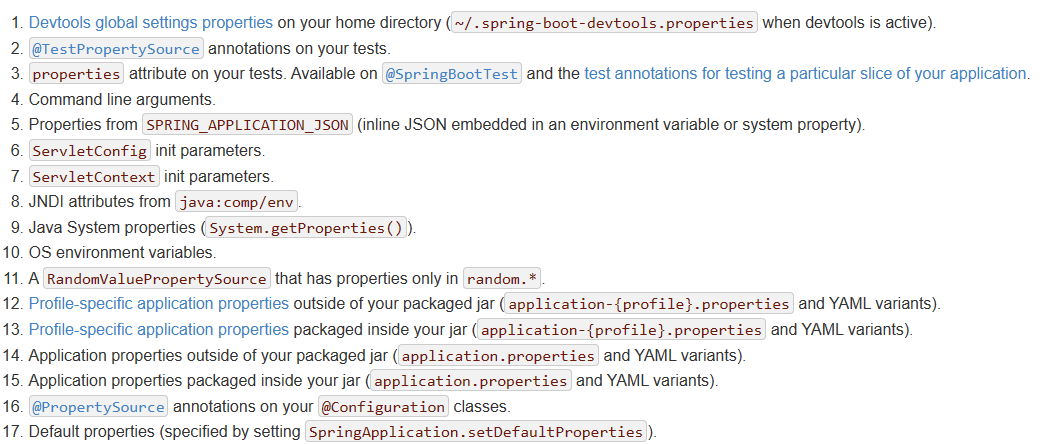 1. Devtools global settings properties on your home directory (~/.spring-boot-devtools.properties when devtools is active).
2. @TestPropertySource annotations on your tests.
3. properties attribute on your tests. Available on @SpringBootTest and the test annotations for testing a particular slice of your application.
4. Command line arguments.
5. Properties from SPRING_APPLICATION_JSON (inline JSON embedded in an environment variable or system property).
6. ServletConfig init parameters.
7. ServletContext init parameters.
8. JNDI attributes from java:comp/env.
9. Java System properties (System.getProperties()).
10. OS environment variables.
11. A RandomValuePropertySource that has properties only in random.*.
12. Profile-specific application properties outside of your packaged jar (application-{profile}.properties and YAML variants).
13. Profile-specific application properties packaged inside your jar (application-{profile}.properties and YAML variants).
14. Application properties outside of your packaged jar (application.properties and YAML variants).
15. Application properties packaged inside your jar (application.properties and YAML variants).
16. @PropertySource annotations on your @Configuration classes.
17. Default properties (specified by setting SpringApplication.setDefaultProperties).